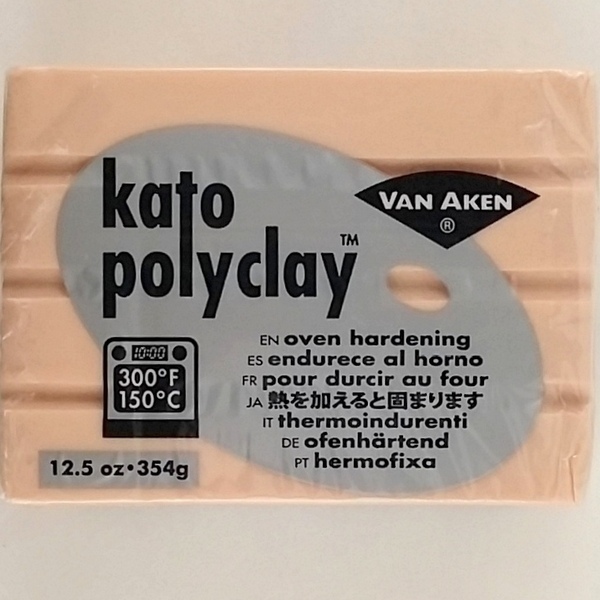 kato
polyclay™
VAN AKEN
®
10:00
300°F
150°C
EN oven hardening
ES endurece al horno
FR pour durcir au four
JA 熱を加えると固まります
IT thermoindurenti
DE ofenhärtend
PT hermofixa
12.5 oz•354g